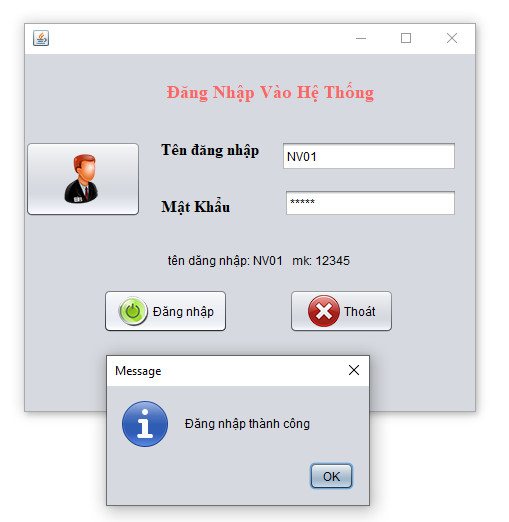 Đăng Nhập Vào Hệ Thống
Tên đăng nhập NV01
Mật Khẩu *****
tên dăng nhập: NV01 mk: 12345
Đăng nhập Thoát
Message
Đăng nhập thành công
OK